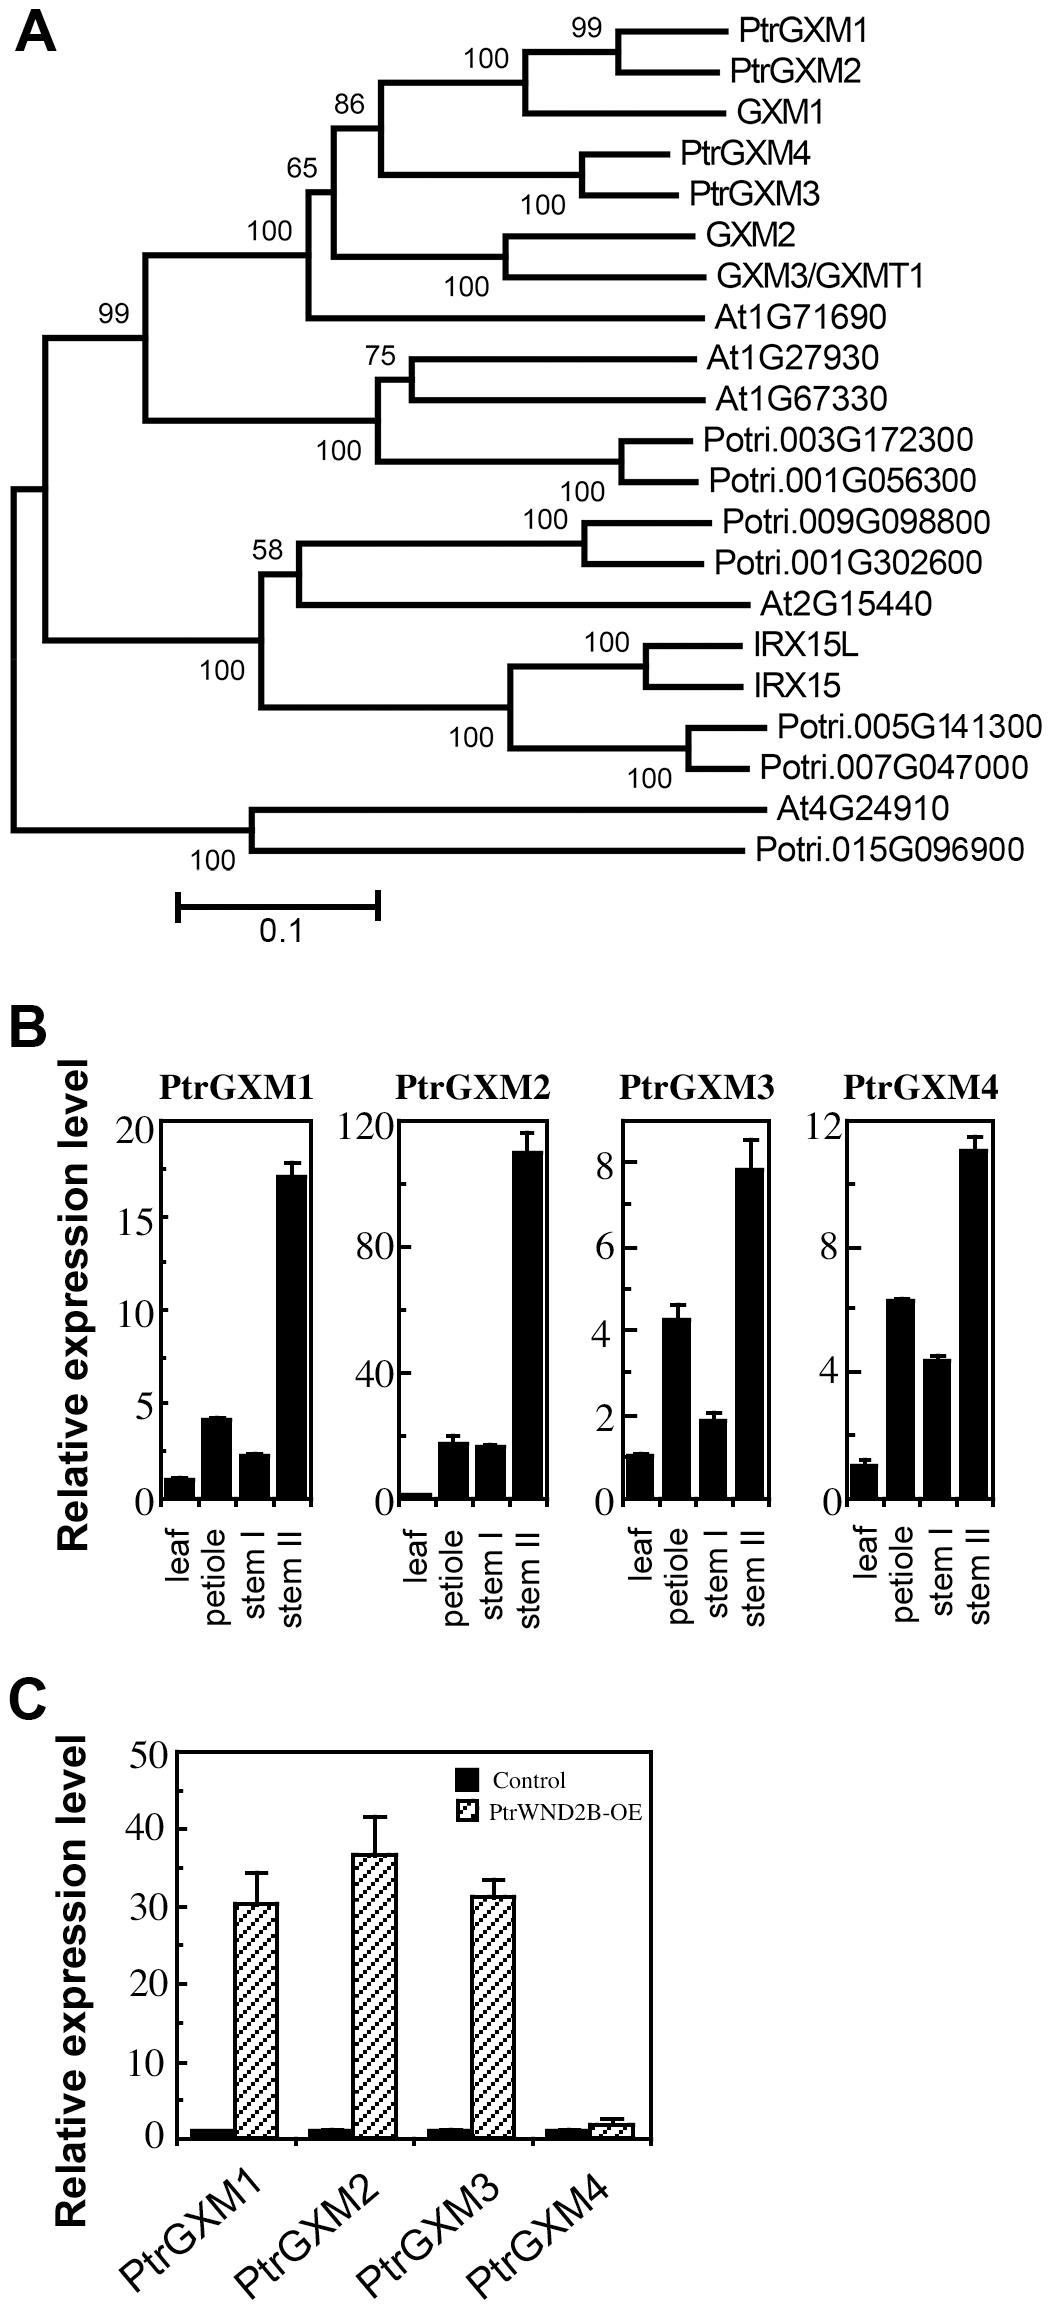 A
99
PtrGXM1
100
PtrGXM2
86
GXM1
65
PtrGXM4
100
PtrGXM3
100
GXM2
100
GXM3/GXMT1
99
At1G71690
75
At1G27930
At1G67330
100
Potri.003G172300
100
Potri.001G056300
100
Potri.009G098800
58
Potri.001G302600
At2G15440
100
100
IRX15L
IRX15
100
Potri.005G141300
100
Potri.007G047000
At4G24910
100
Potri.015G096900
0.1
B
Relative expression level
PtrGXM1
20
15
10
5
0
leaf
petiole
stem I
stem II
PtrGXM2
120
80
40
0
leaf
petiole
stem I
stem II
PtrGXM3
8
6
4
2
0
leaf
petiole
stem I
stem II
PtrGXM4
12
8
4
0
leaf
petiole
stem I
stem II
C
Relative expression level
50
40
30
20
10
0
Control
PtrWND2B-OE
PtrGXM1
PtrGXM2
PtrGXM3
PtrGXM4